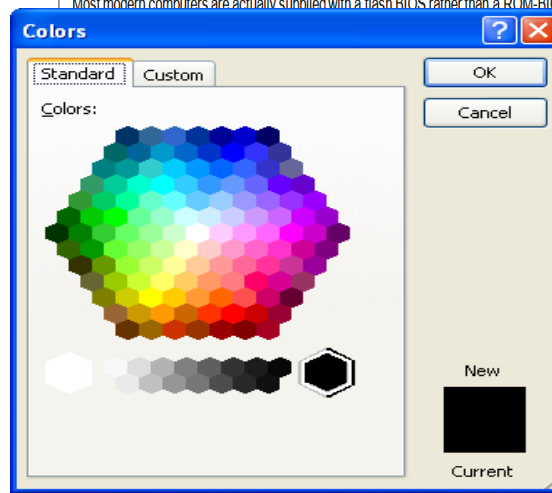 Most modern computers are actually supplied with a flash BIOS rather than a ROM-BI
Colors
Standard
Custom
OK
Cancel
Colors:
New
Current